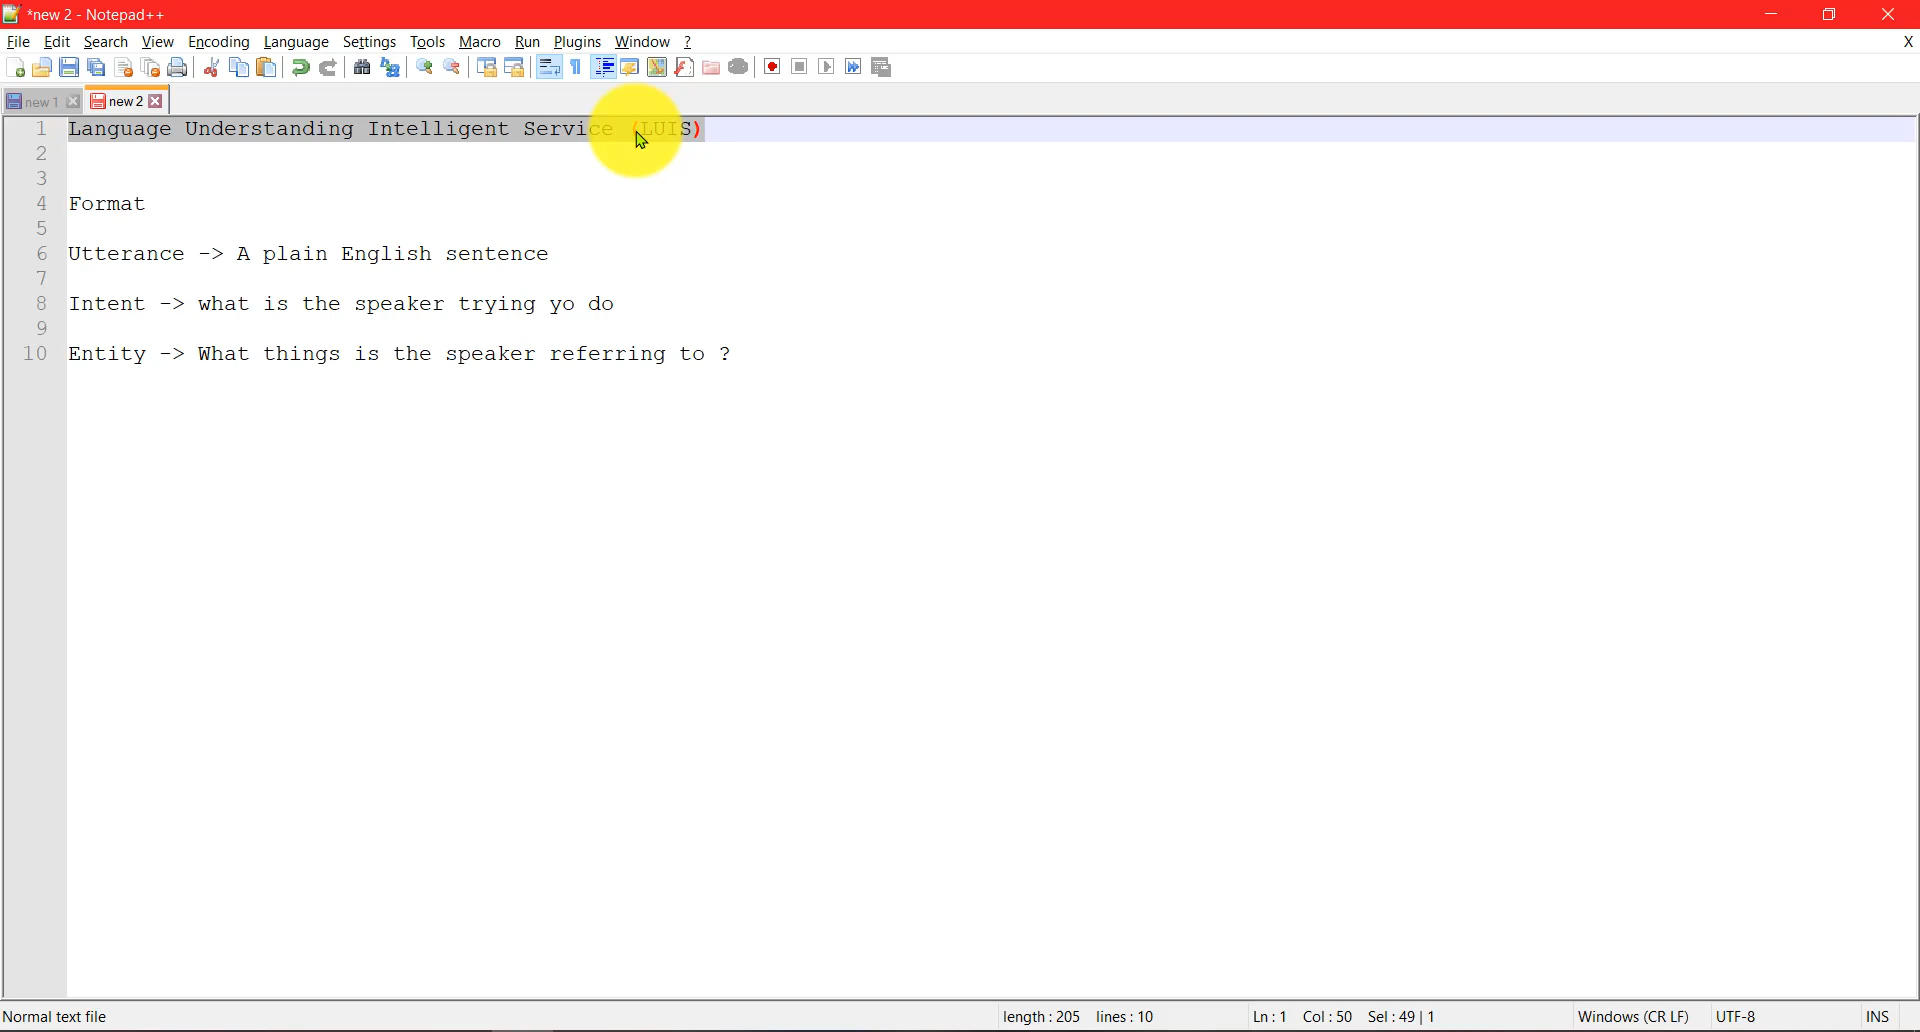 *new 2 - Notepad++
File Edit Search View Encoding Language Settings Tools Macro Run Plugins Window ? X
new 1 new 2
1 Language Understanding Intelligent Service (LUIS)
2
3
4 Format
5
6 Utterance -> A plain English sentence
7
8 Intent -> what is the speaker trying yo do
9
10 Entity -> What things is the speaker referring to ?
Normal text file length : 205 lines : 10 Ln : 1 Col : 50 Sel : 49 | 1 Windows (CR LF) UTF-8 INS